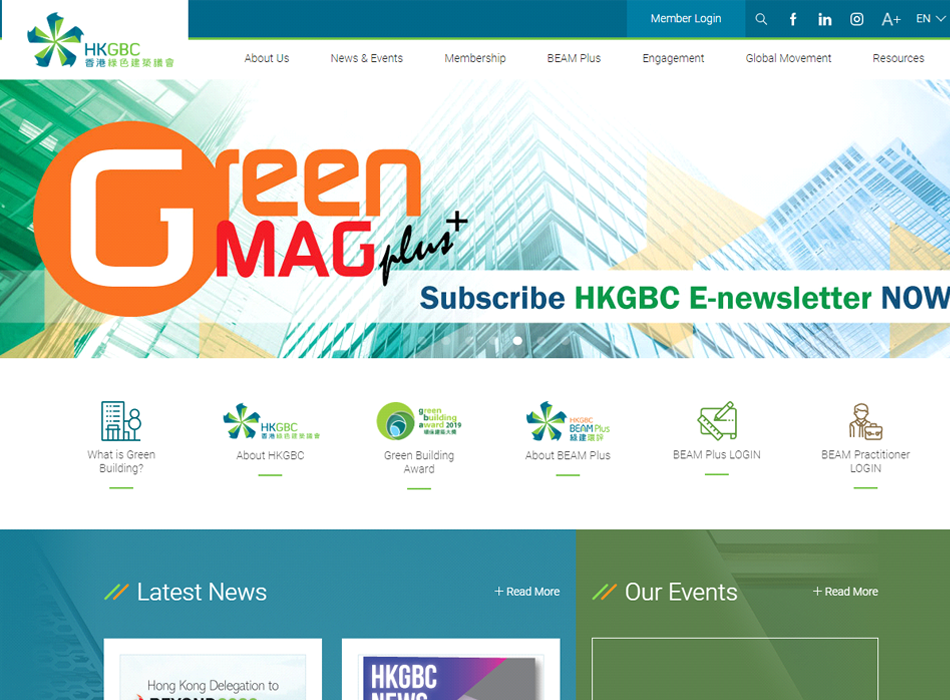 Member Login
A+
EN
HKGBC
香港綠色建築議會
About Us
News & Events
Membership
BEAM Plus
Engagement
Global Movement
Resources
Green
MAG plus+
Subscribe HKGBC E-newsletter NOW
HKGBC
香港綠色建築議會
green
building
award 2019
環保建築大獎
HKGBC
BEAM Plus
綠建環評
What is Green
Building?
About HKGBC
Green Building
Award
About BEAM Plus
BEAM Plus LOGIN
BEAM Practitioner
LOGIN
Latest News
+ Read More
Our Events
+ Read More
Hong Kong Delegation to
HKGBC
NEWS